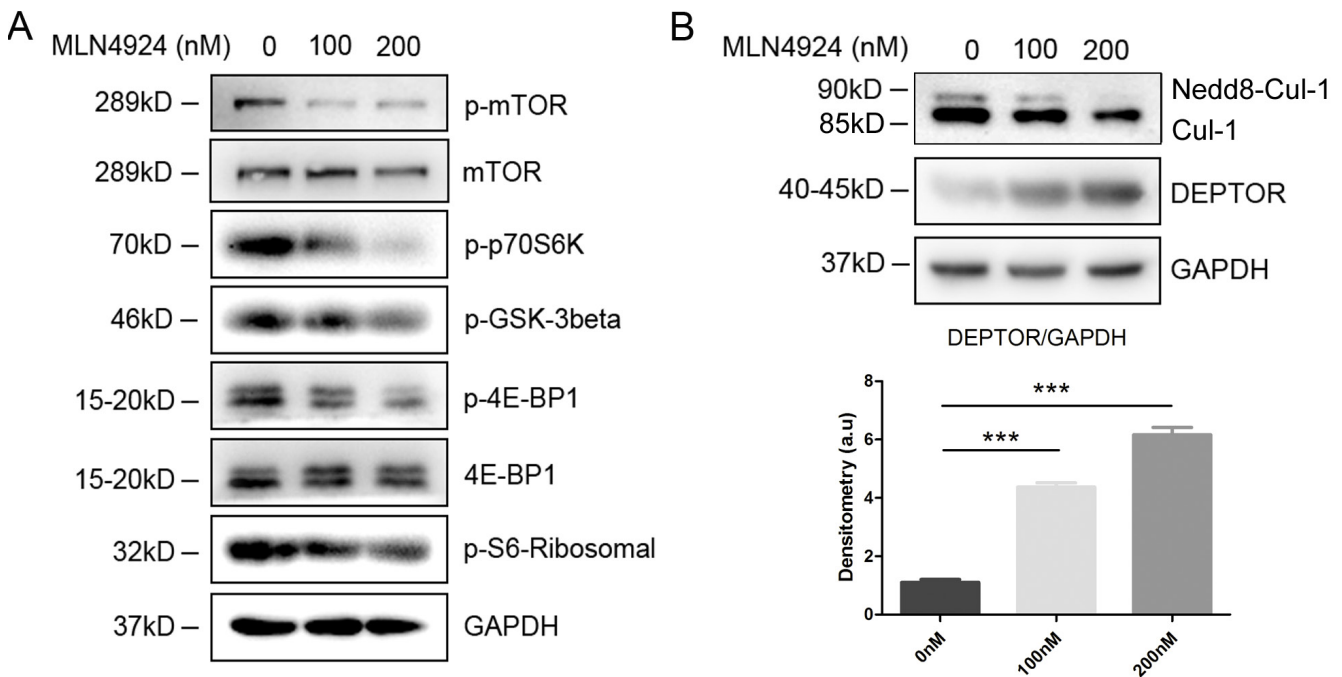 A
MLN4924 (nM) 0 100 200
289kD p-mTOR
289kD mTOR
70kD p-p70S6K
46kD p-GSK-3beta
15-20kD p-4E-BP1
15-20kD 4E-BP1
32kD p-S6-Ribosomal
37kD GAPDH
B
MLN4924 (nM) 0 100 200
90kD Nedd8-Cul-1
85kD Cul-1
40-45kD DEPTOR
37kD GAPDH
DEPTOR/GAPDH
Densitometry (a.u)
8
6
4
2
0
***
***
0nM 100nM 200nM